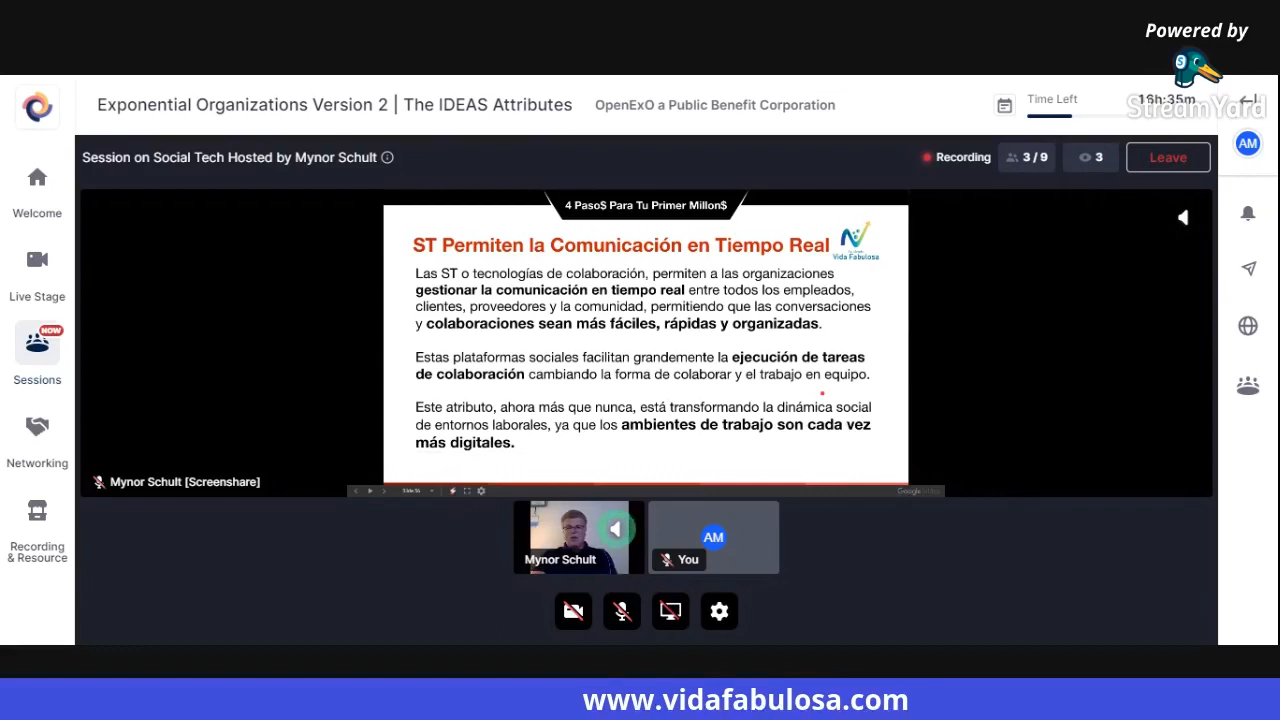 Powered by
StreamYard
Exponential Organizations Version 2 | The IDEAS Attributes
OpenExO a Public Benefit Corporation
Time Left
16h:35m
AM
Session on Social Tech Hosted by Mynor Schult
Recording
3 / 9
3
Leave
Welcome
Live Stage
NOW
Sessions
Networking
Recording
& Resource
4 Paso$ Para Tu Primer Millon$
ST Permiten la Comunicación en Tiempo Real
Vida Fabulosa
Las ST o tecnologías de colaboración, permiten a las organizaciones
gestionar la comunicación en tiempo real entre todos los empleados,
clientes, proveedores y la comunidad, permitiendo que las conversaciones
y colaboraciones sean más fáciles, rápidas y organizadas.
Estas plataformas sociales facilitan grandemente la ejecución de tareas
de colaboración cambiando la forma de colaborar y el trabajo en equipo.
Este atributo, ahora más que nunca, está transformando la dinámica social
de entornos laborales, ya que los ambientes de trabajo son cada vez
más digitales.
Mynor Schult [Screenshare]
Mynor Schult
AM
You
www.vidafabulosa.com